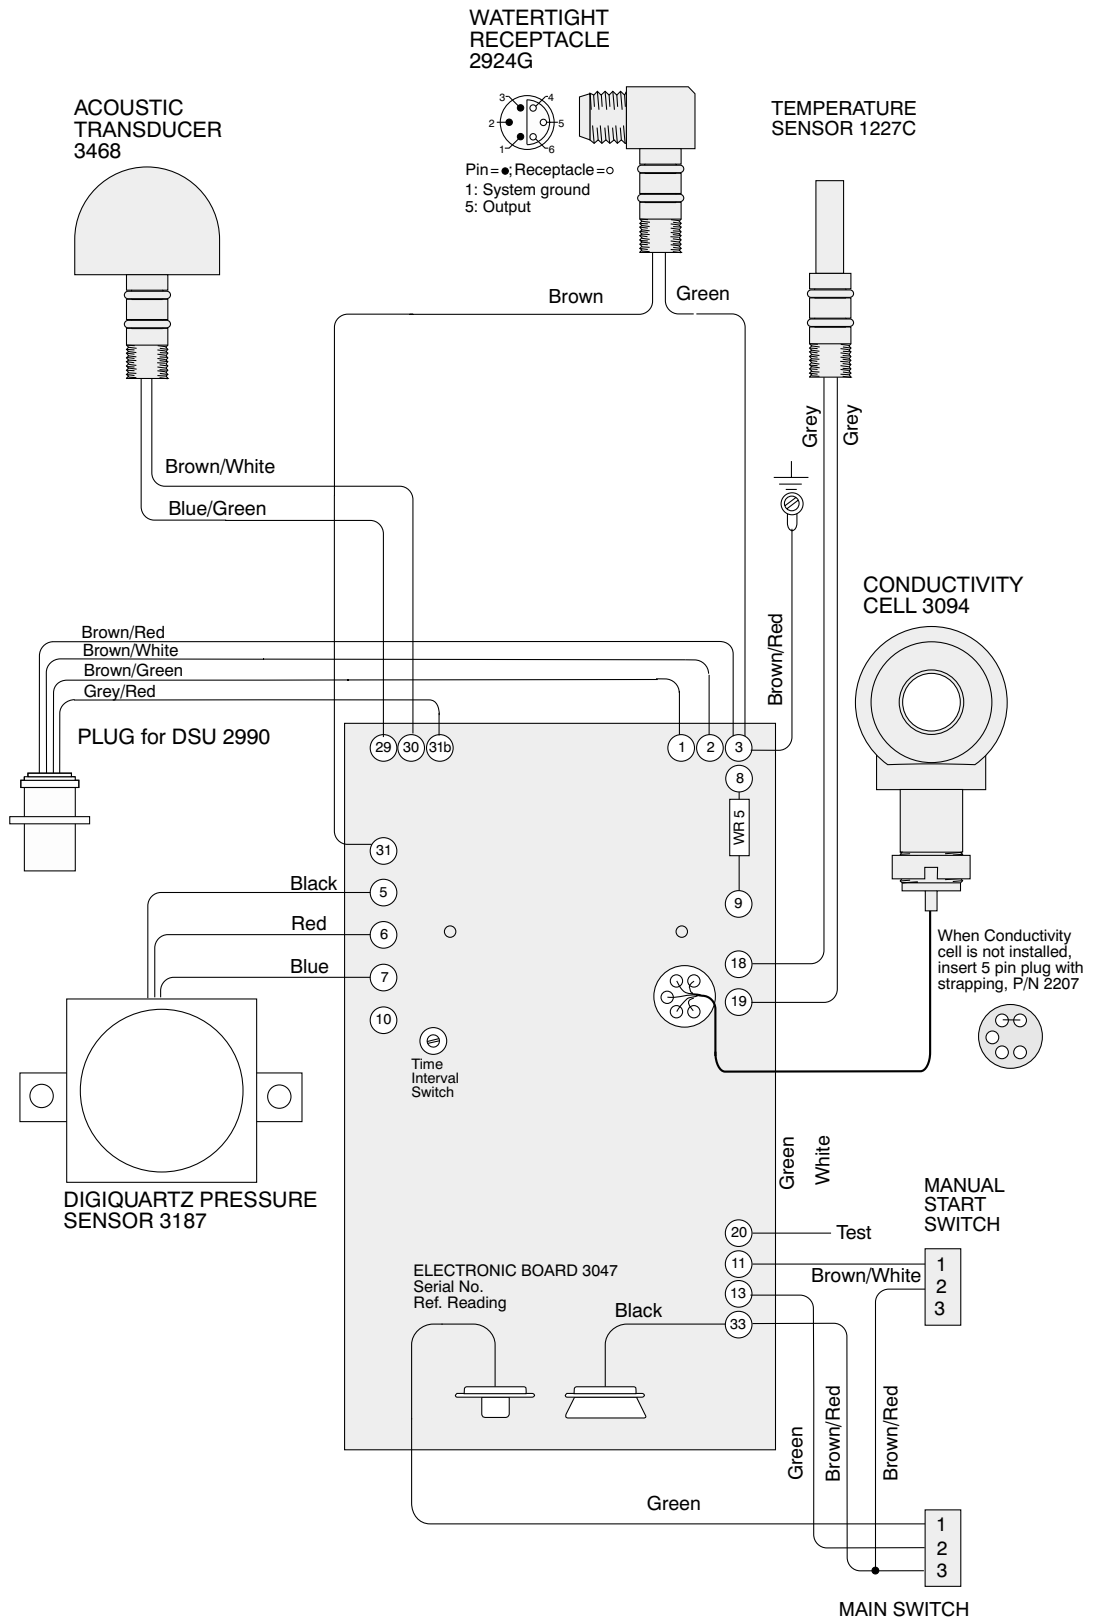 WATERTIGHT
RECEPTACLE
2924G
3
4
2
5
1
6
Pin=●; Receptacle=○
1: System ground
5: Output
ACOUSTIC
TRANSDUCER
3468
TEMPERATURE
SENSOR 1227C
Brown
Green
Grey
Grey
Brown/White
Blue/Green
Brown/Red
CONDUCTIVITY
CELL 3094
Brown/Red
Brown/White
Brown/Green
Grey/Red
PLUG for DSU 2990
29
30
31b
1
2
3
8
WR 5
9
31
Black
5
Red
6
Blue
7
10
18
19
Time
Interval
Switch
When Conductivity
cell is not installed,
insert 5 pin plug with
strapping, P/N 2207
DIGIQUARTZ PRESSURE
SENSOR 3187
Green
White
MANUAL
START
SWITCH
20
Test
11
Brown/White
13
33
1
2
3
ELECTRONIC BOARD 3047
Serial No.
Ref. Reading
Black
Green
Brown/Red
Brown/Red
Green
1
2
3
MAIN SWITCH